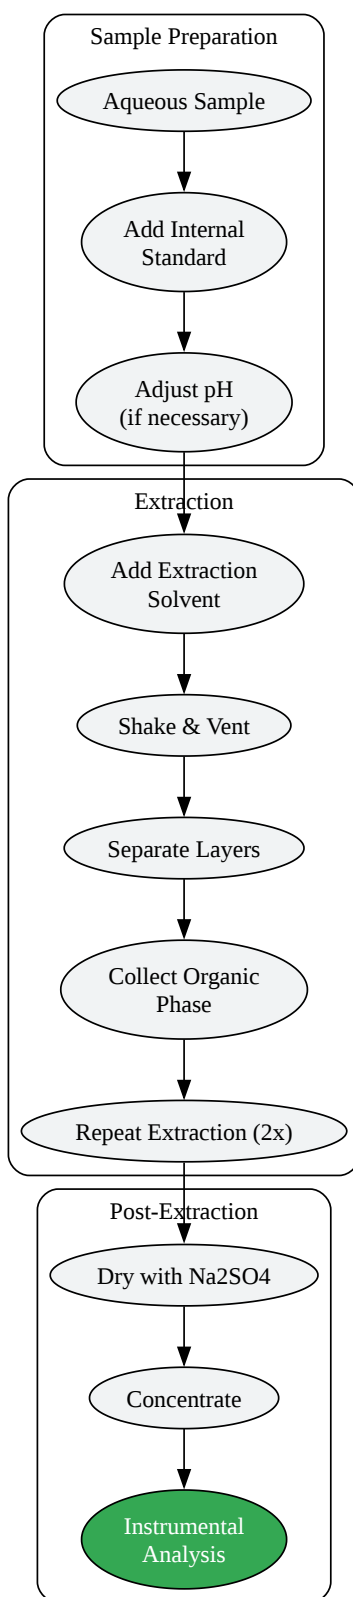 Sample Preparation
Aqueous Sample
Add Internal
Standard
Adjust pH
(if necessary)
Extraction
Add Extraction
Solvent
Shake & Vent
Separate Layers
Collect Organic
Phase
Repeat Extraction (2x)
Post-Extraction
Dry with Na2SO4
Concentrate
Instrumental
Analysis